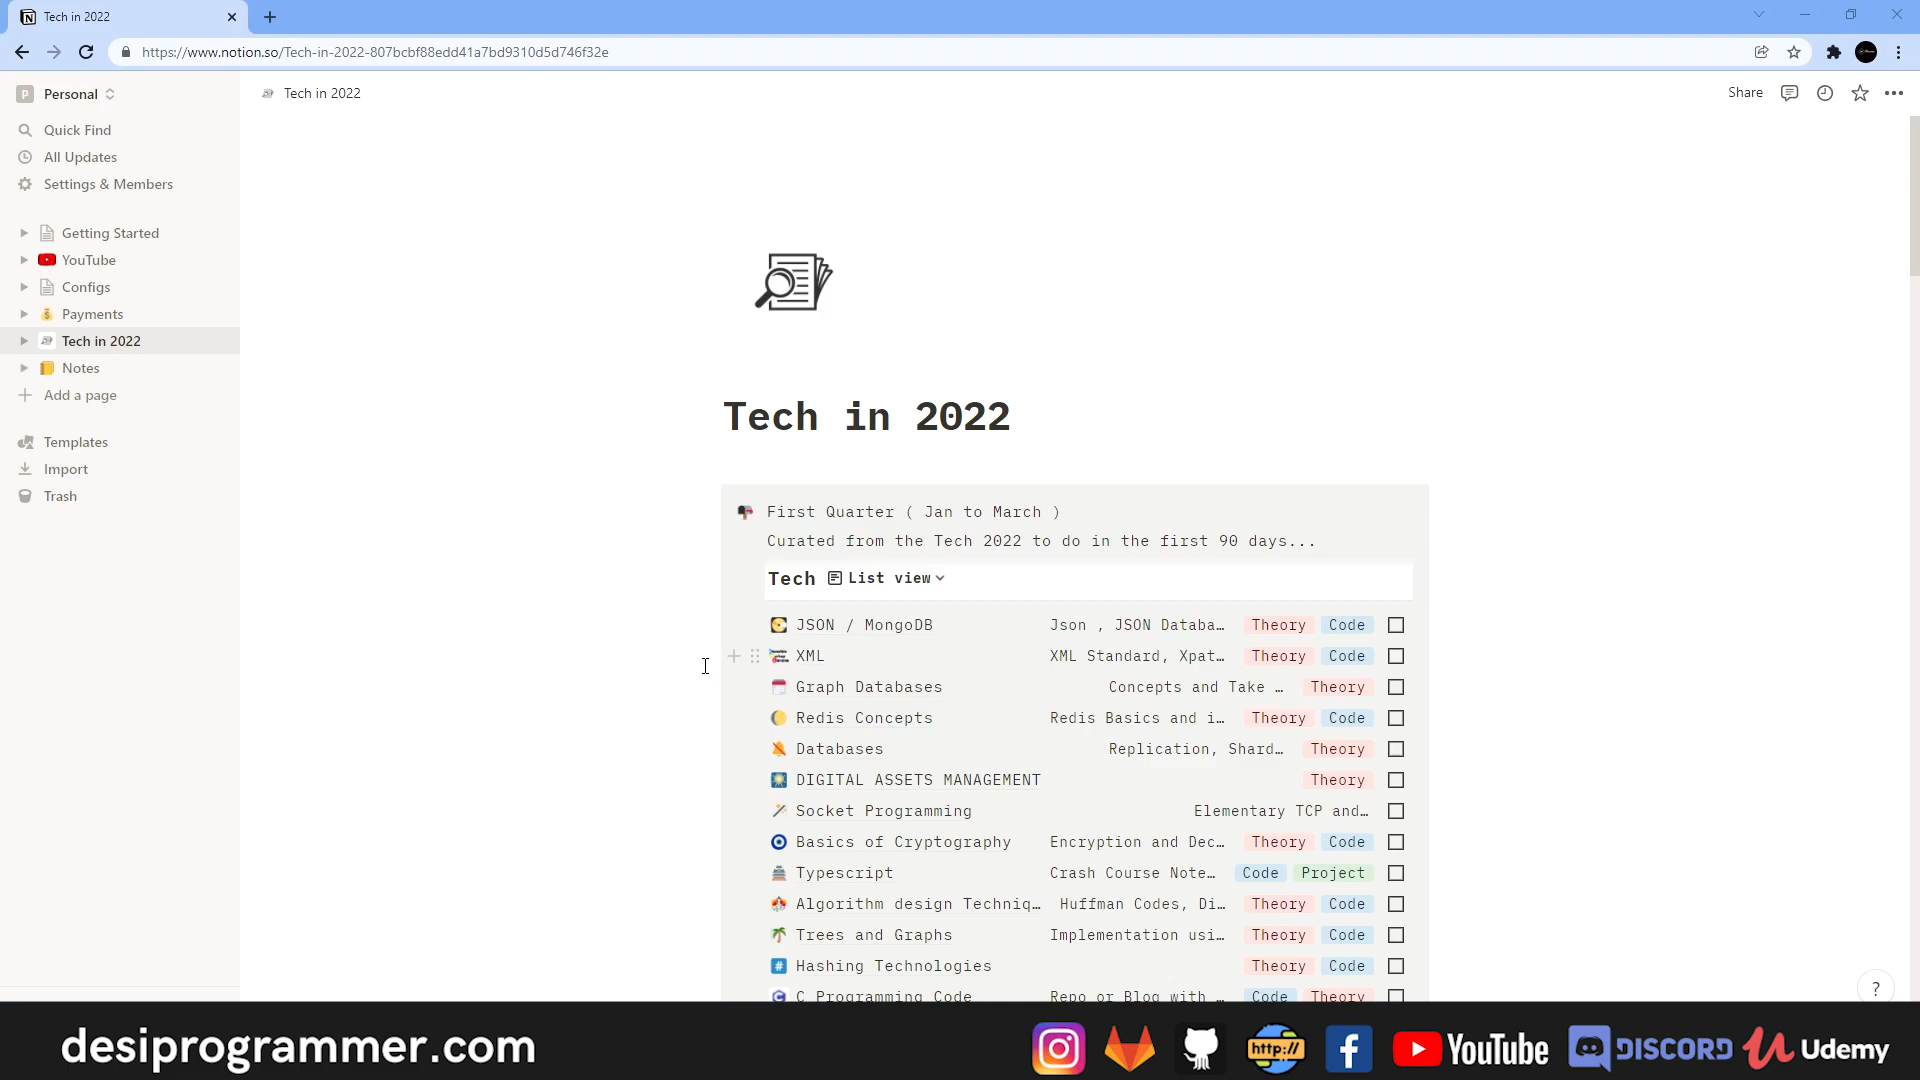 Tech in 2022
https://www.notion.so/Tech-in-2022-807bcbf88edd41a7bd9310d5d746f32e
P Personal
Tech in 2022
Share
Quick Find
All Updates
Settings & Members
Getting Started
YouTube
Configs
Payments
Tech in 2022
Notes
Add a page
Templates
Import
Trash
Tech in 2022
First Quarter ( Jan to March )
Curated from the Tech 2022 to do in the first 90 days...
Tech List view
JSON / MongoDB Json , JSON Databa… Theory Code
XML XML Standard, Xpat… Theory Code
Graph Databases Concepts and Take … Theory
Redis Concepts Redis Basics and i… Theory Code
Databases Replication, Shard… Theory
DIGITAL ASSETS MANAGEMENT Theory
Socket Programming Elementary TCP and…
Basics of Cryptography Encryption and Dec… Theory Code
Typescript Crash Course Note… Code Project
Algorithm design Techniq… Huffman Codes, Di… Theory Code
Trees and Graphs Implementation usi… Theory Code
# Hashing Technologies Theory Code
C Programming Code Repo or Blog with … Code Theory
?
desiprogrammer.com
http://
YouTube
DISCORD
Udemy